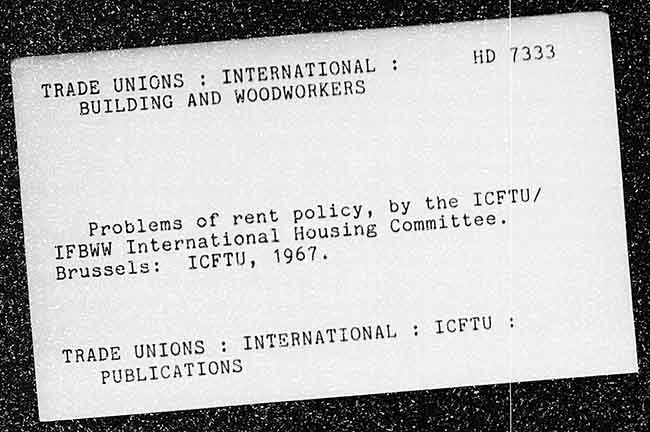 TRADE UNIONS : INTERNATIONAL : HD 7333
BUILDING AND WOODWORKERS
Problems of rent policy, by the ICFTU/
IFBWW International Housing Committee.
Brussels: ICFTU, 1967.
TRADE UNIONS : INTERNATIONAL : ICFTU :
PUBLICATIONS